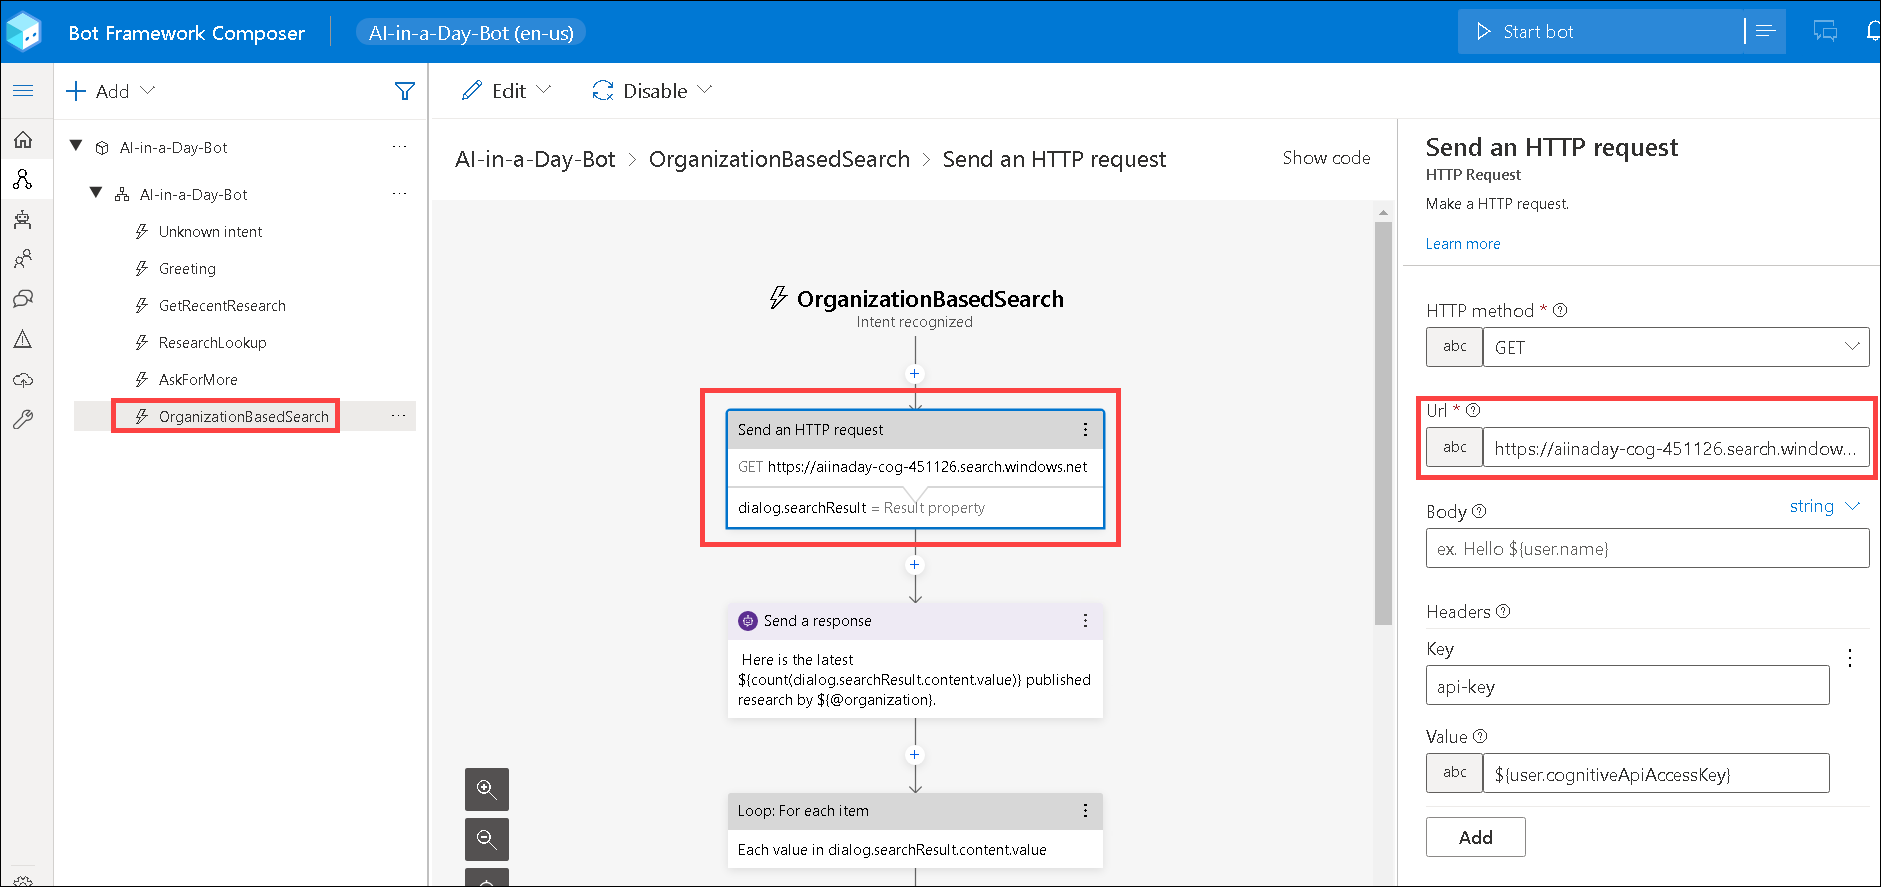 Bot Framework Composer
AI-in-a-Day-Bot (en-us)
Start bot
Add
Edit
Disable
AI-in-a-Day-Bot
AI-in-a-Day-Bot
Unknown intent
Greeting
GetRecentResearch
ResearchLookup
AskForMore
OrganizationBasedSearch
AI-in-a-Day-Bot > OrganizationBasedSearch > Send an HTTP request
Show code
OrganizationBasedSearch
Intent recognized
Send an HTTP request
GET https://aiinaday-cog-451126.search.windows.net
dialog.searchResult = Result property
Send a response
Here is the latest
${count(dialog.searchResult.content.value)} published
research by ${@organization}.
Loop: For each item
Each value in dialog.searchResult.content.value
Send an HTTP request
HTTP Request
Make a HTTP request.
Learn more
HTTP method *
abc
GET
Url *
abc
https://aiinaday-cog-451126.search.window...
Body
string
ex. Hello ${user.name}
Headers
Key
api-key
Value
abc
${user.cognitiveApiAccessKey}
Add